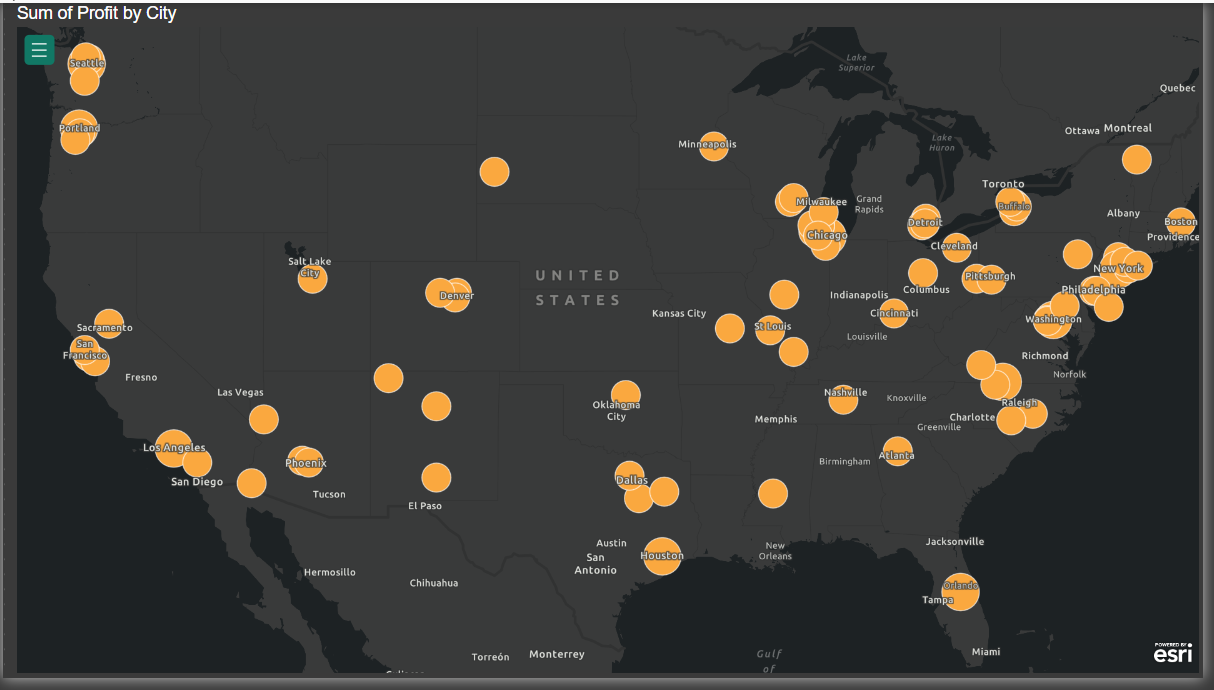 Sum of Profit by City
Seattle
Portland
Minneapolis
Lake
Superior
Quebec
Ottawa
Montreal
Lake
Huron
Toronto
Buffalo
Albany
Boston
Providence
Milwaukee
Grand
Rapids
Detroit
Chicago
Cleveland
New York
Pittsburgh
Philadelphia
Columbus
Indianapolis
Cincinnati
Washington
Louisville
Richmond
Norfolk
Salt Lake
City
Denver
UNITED
STATES
Kansas City
St Louis
Sacramento
San
Francisco
Fresno
Las Vegas
Oklahoma
City
Nashville
Knoxville
Raleigh
Charlotte
Greenville
Memphis
Los Angeles
San Diego
Phoenix
Tucson
El Paso
Dallas
Birmingham
Atlanta
Austin
San
Antonio
Houston
New
Orleans
Jacksonville
Orlando
Tampa
Miami
Hermosillo
Chihuahua
Torreón
Monterrey
Gulf
of
POWERED BY
esri